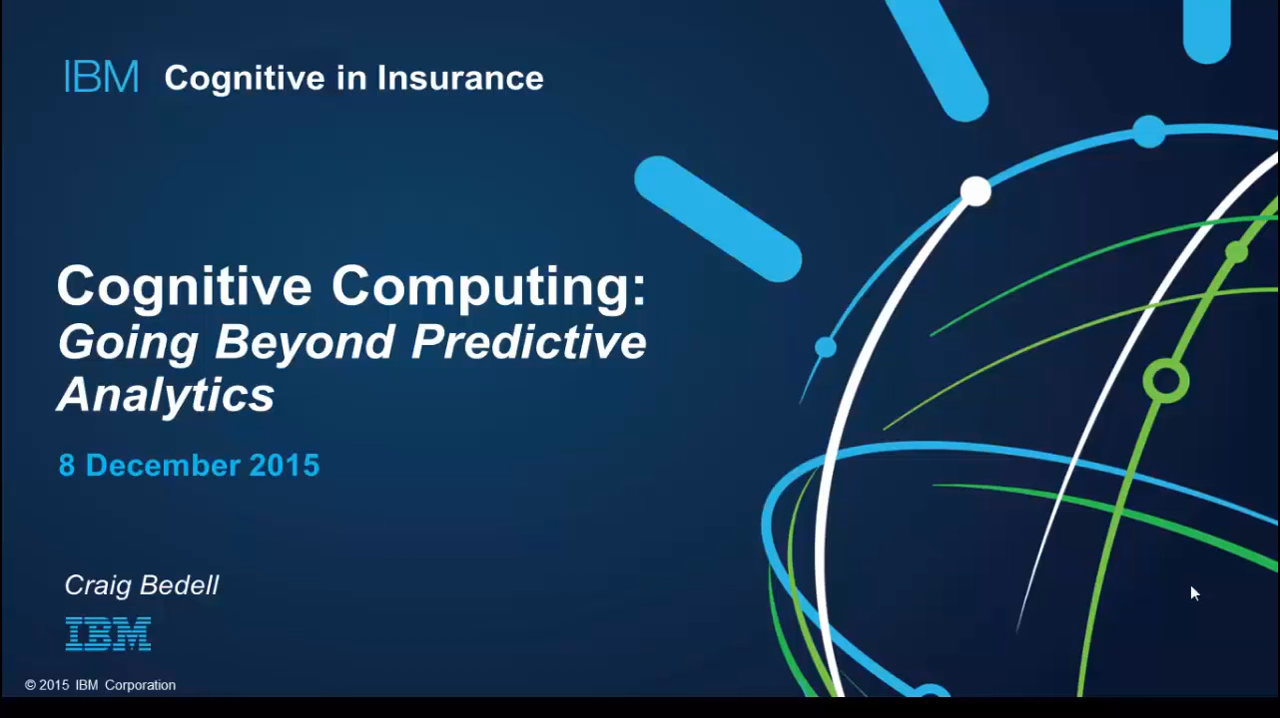 IBM Cognitive in Insurance
Cognitive Computing:
Going Beyond Predictive
Analytics
8 December 2015
Craig Bedell
IBM
© 2015 IBM Corporation